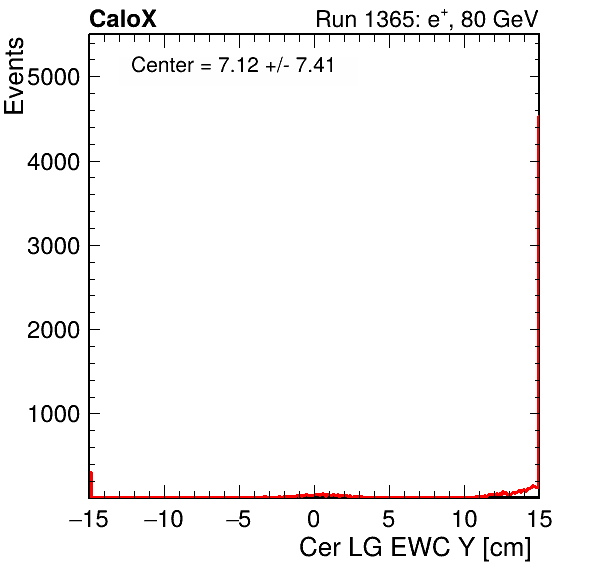 CaloX Run 1365: e⁺, 80 GeV
Center = 7.12 +/- 7.41
Events
5000
4000
3000
2000
1000
−15 −10 −5 0 5 10 15
Cer LG EWC Y [cm]